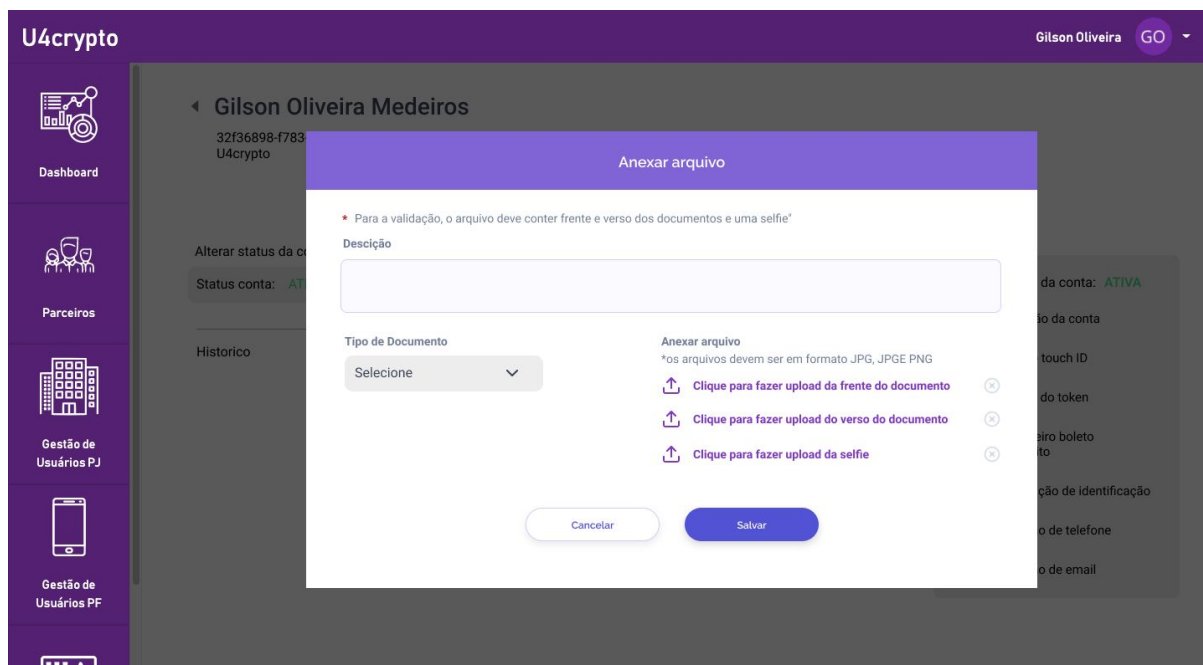 U4crypto
Gilson Oliveira GO
Dashboard
Parceiros
Gestão de
Usuários PJ
Gestão de
Usuários PF
Gilson Oliveira Medeiros
32f36898-f783-
U4crypto
Alterar status da
Status conta:
Historico
Anexar arquivo
* Para a validação, o arquivo deve conter frente e verso dos documentos e uma selfie"
Descição
Tipo de Documento
Selecione
Anexar arquivo
*os arquivos devem ser em formato JPG, JPGE PNG
Clique para fazer upload da frente do documento
Clique para fazer upload do verso do documento
Clique para fazer upload da selfie
Cancelar
Salvar
da conta: ATIVA
da conta
touch ID
do token
boleto
de identificação
de telefone
de email